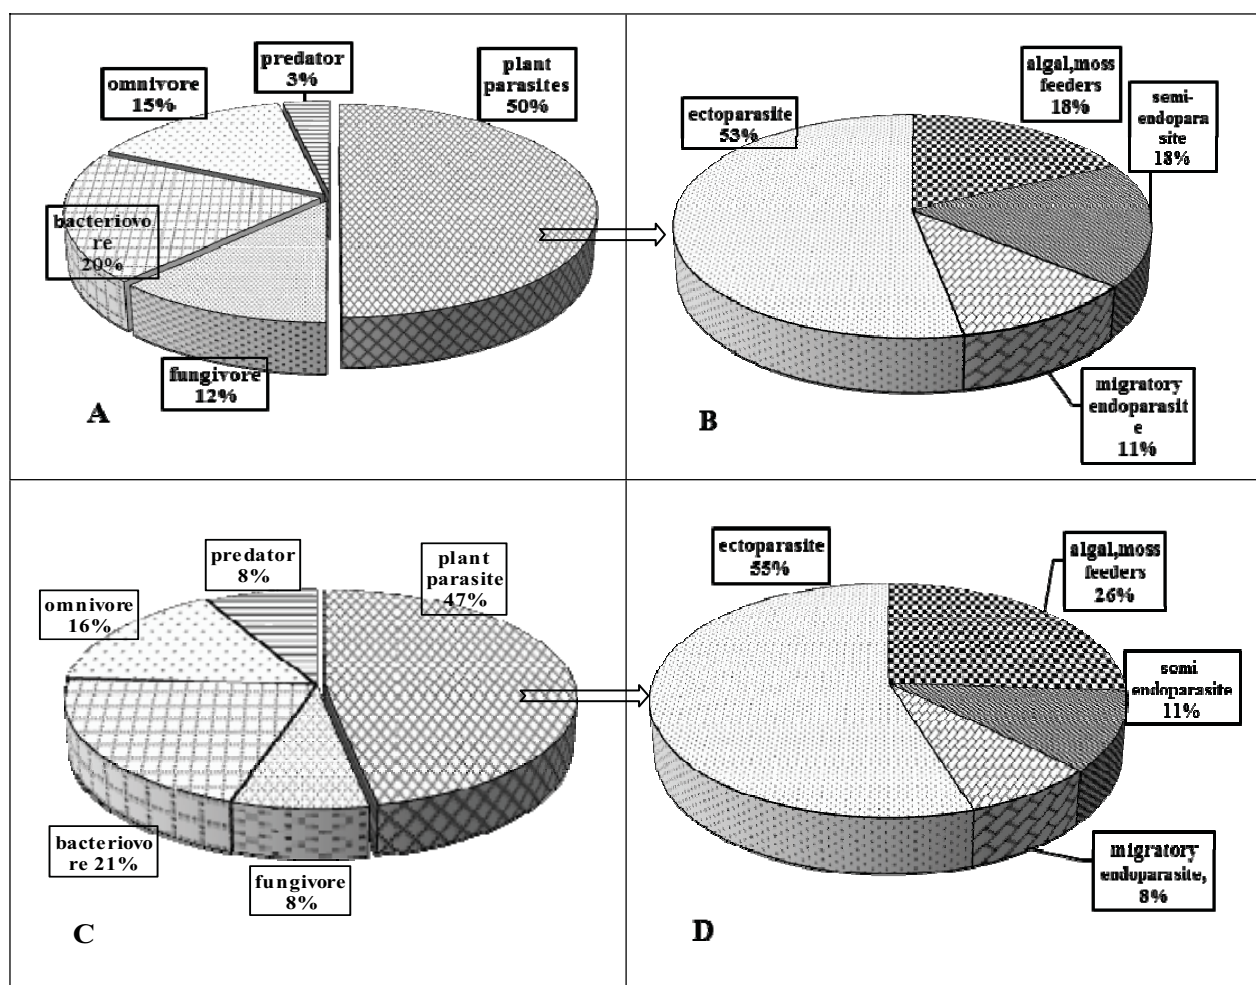 predator
3%
plant
parasites
50%
omnivore
15%
bacteriovo
re
20%
fungivore
12%
A
algal,moss
feeders
18%
semi-
endopara
site
18%
ectoparasite
53%
migratory
endoparasit
e
11%
B
predator
8%
plant
parasite
47%
omnivore
16%
bacteriovo
re 21%
fungivore
8%
C
ectoparasite
55%
algal,moss
feeders
26%
semi
endoparasite
11%
migratory
endoparasite,
8%
D